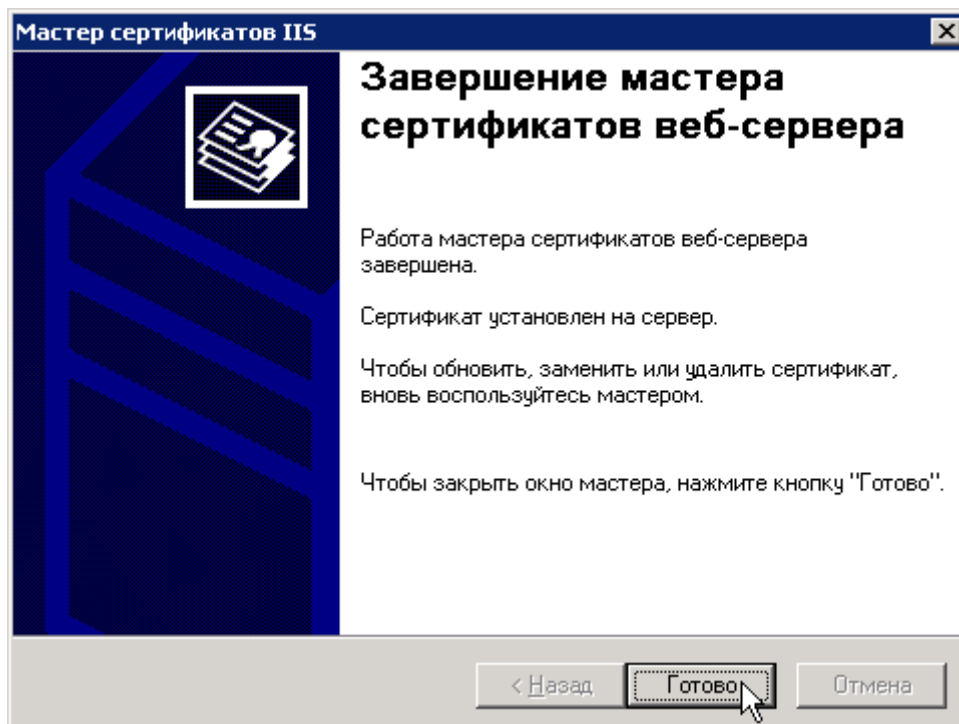 Мастер сертификатов IIS
Завершение мастера
сертификатов веб-сервера
Работа мастера сертификатов веб-сервера
завершена.
Сертификат установлен на сервер.
Чтобы обновить, заменить или удалить сертификат,
вновь воспользуйтесь мастером.
Чтобы закрыть окно мастера, нажмите кнопку "Готово".
< Назад
Готово
Отмена